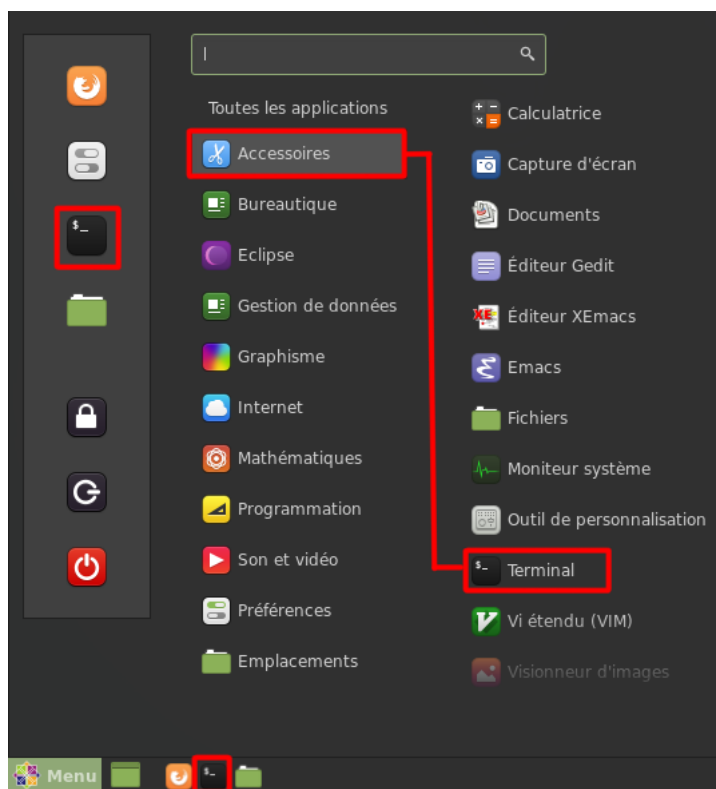 Toutes les applications
Accessoires
Bureautique
Eclipse
Gestion de données
Graphisme
Internet
Mathématiques
Programmation
Son et vidéo
Préférences
Emplacements
Calculatrice
Capture d'écran
Documents
Éditeur Gedit
Éditeur XEmacs
Emacs
Fichiers
Moniteur système
Outil de personnalisation
$_ Terminal
Vi étendu (VIM)
Visionneur d'images
$_
Menu
$_